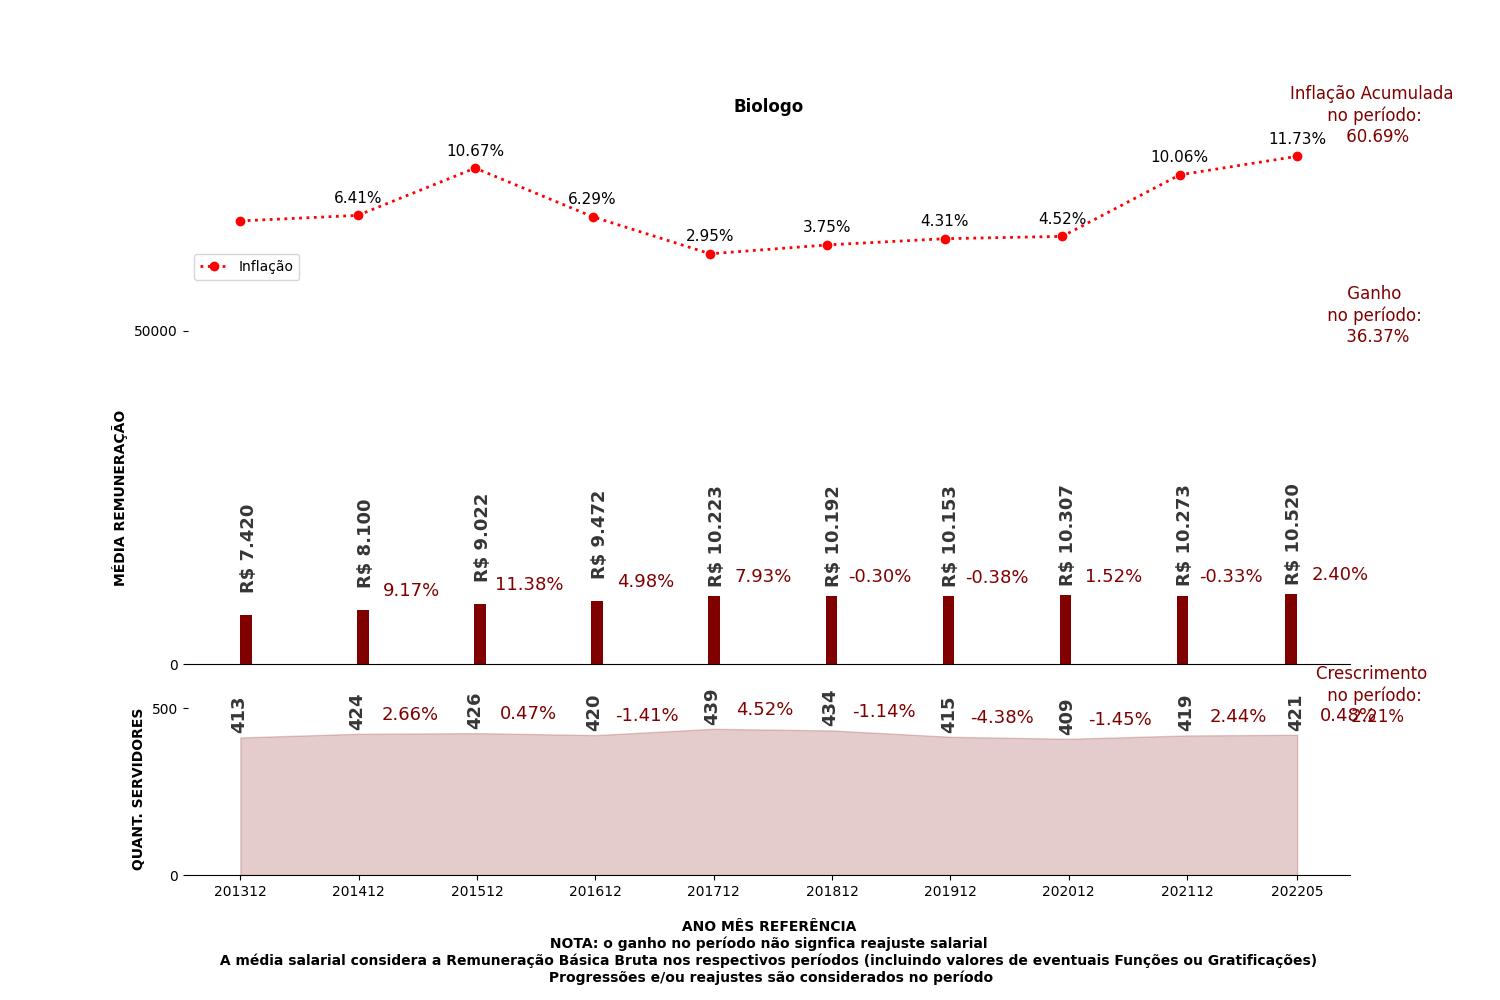 Biologo
Inflação Acumulada
no período:
60.69%
6.41%
10.67%
6.29%
2.95%
3.75%
4.31%
4.52%
10.06%
11.73%
Inflação
Ganho
no período:
36.37%
50000
0
MÉDIA REMUNERAÇÃO
R$ 7.420
R$ 8.100
R$ 9.022
R$ 9.472
R$ 10.223
R$ 10.192
R$ 10.153
R$ 10.307
R$ 10.273
R$ 10.520
9.17%
11.38%
4.98%
7.93%
-0.30%
-0.38%
1.52%
-0.33%
2.40%
Crescimento
no período:
2.21%
500
0
QUANT. SERVIDORES
413
424
426
420
439
434
415
409
419
421
2.66%
0.47%
-1.41%
4.52%
-1.14%
-4.38%
-1.45%
2.44%
0.48%
201312
201412
201512
201612
201712
201812
201912
202012
202112
202205
ANO MÊS REFERÊNCIA
NOTA: o ganho no período não signfica reajuste salarial
A média salarial considera a Remuneração Básica Bruta nos respectivos períodos (incluindo valores de eventuais Funções ou Gratificações)
Progressões e/ou reajustes são considerados no período